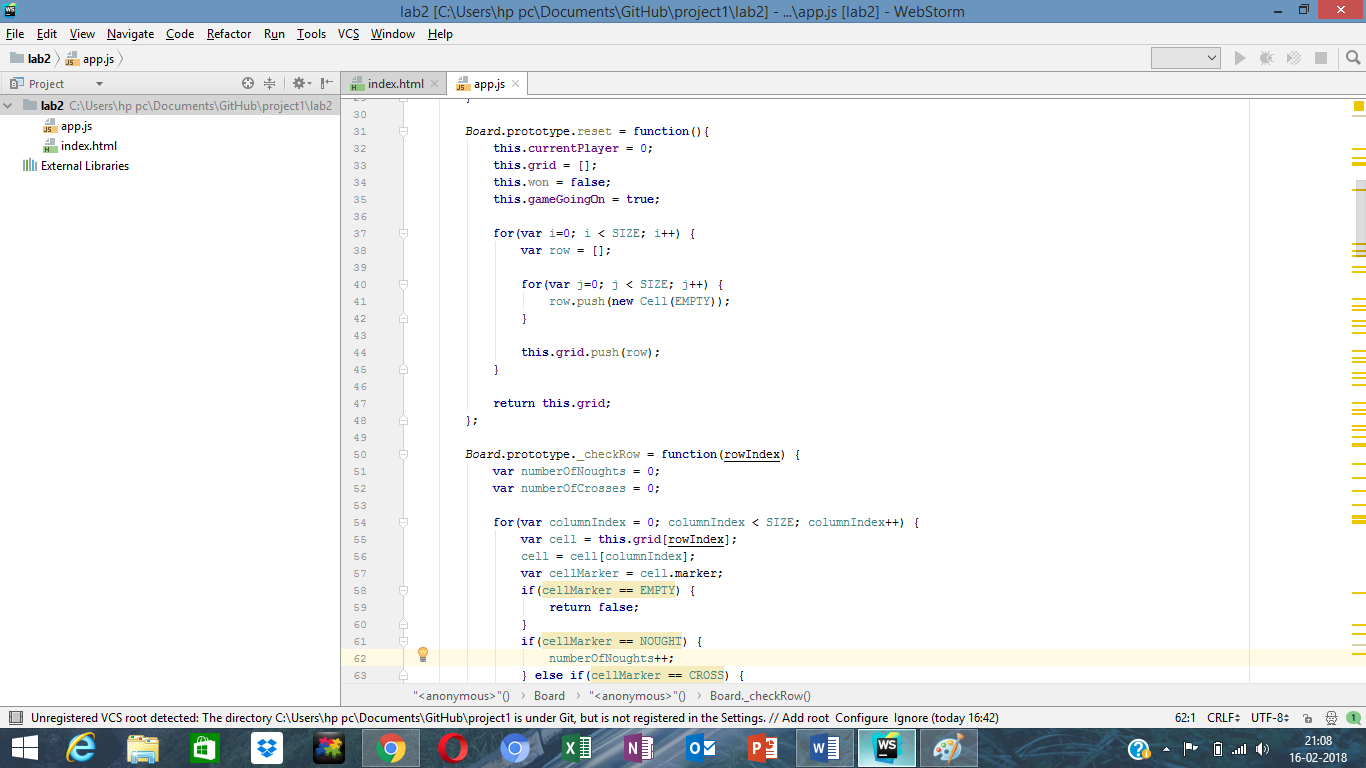 lab2 [C:\Users\hp pc\Documents\GitHub\project1\lab2] - ...\app.js [lab2] - WebStorm
File Edit View Navigate Code Refactor Run Tools VCS Window Help
lab2 app.js
Project
index.html app.js
lab2 C:\Users\hp pc\Documents\GitHub\project1\lab2
app.js
index.html
External Libraries
30
31 Board.prototype.reset = function(){
32 this.currentPlayer = 0;
33 this.grid = [];
34 this.won = false;
35 this.gameGoingOn = true;
36
37 for(var i=0; i < SIZE; i++) {
38 var row = [];
39
40 for(var j=0; j < SIZE; j++) {
41 row.push(new Cell(EMPTY));
42 }
43
44 this.grid.push(row);
45 }
46
47 return this.grid;
48 };
49
50 Board.prototype._checkRow = function(rowIndex) {
51 var numberOfNoughts = 0;
52 var numberOfCrosses = 0;
53
54 for(var columnIndex = 0; columnIndex < SIZE; columnIndex++) {
55 var cell = this.grid[rowIndex];
56 cell = cell[columnIndex];
57 var cellMarker = cell.marker;
58 if(cellMarker == EMPTY) {
59 return false;
60 }
61 if(cellMarker == NOUGHT) {
62 numberOfNoughts++;
63 } else if(cellMarker == CROSS) {
"<anonymous>"() › Board › "<anonymous>"() › Board._checkRow()
Unregistered VCS root detected: The directory C:\Users\hp pc\Documents\GitHub\project1 is under Git, but is not registered in the Settings. // Add root Configure Ignore (today 16:42) 62:1 CRLF UTF-8 1
21:08
16-02-2018